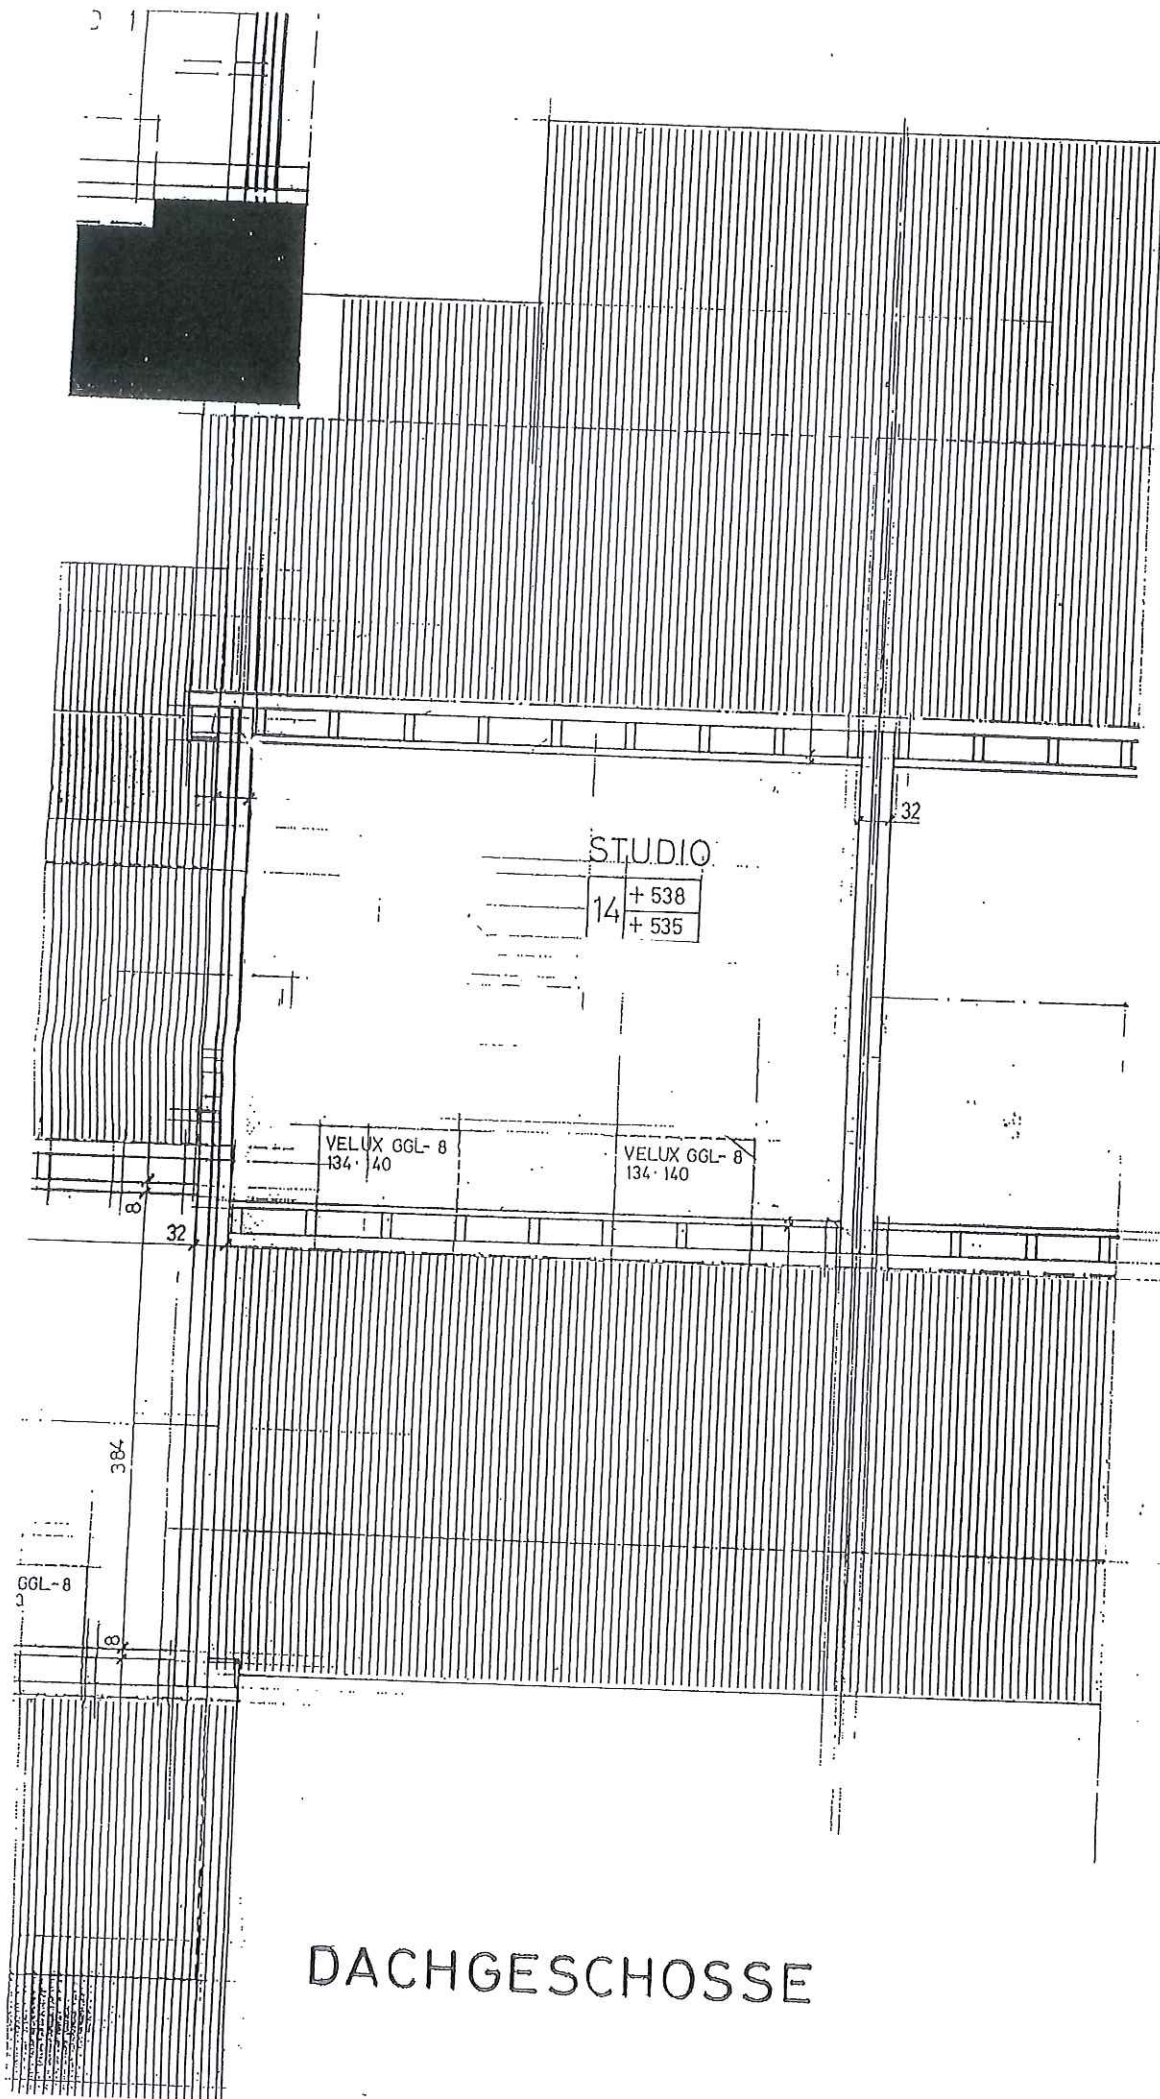 32
STUDIO
14
+ 538
+ 535
VELUX GGL- 8
134· 140
VELUX GGL- 8
134· 140
8
32
384
GGL-8
8
DACHGESCHOSSE